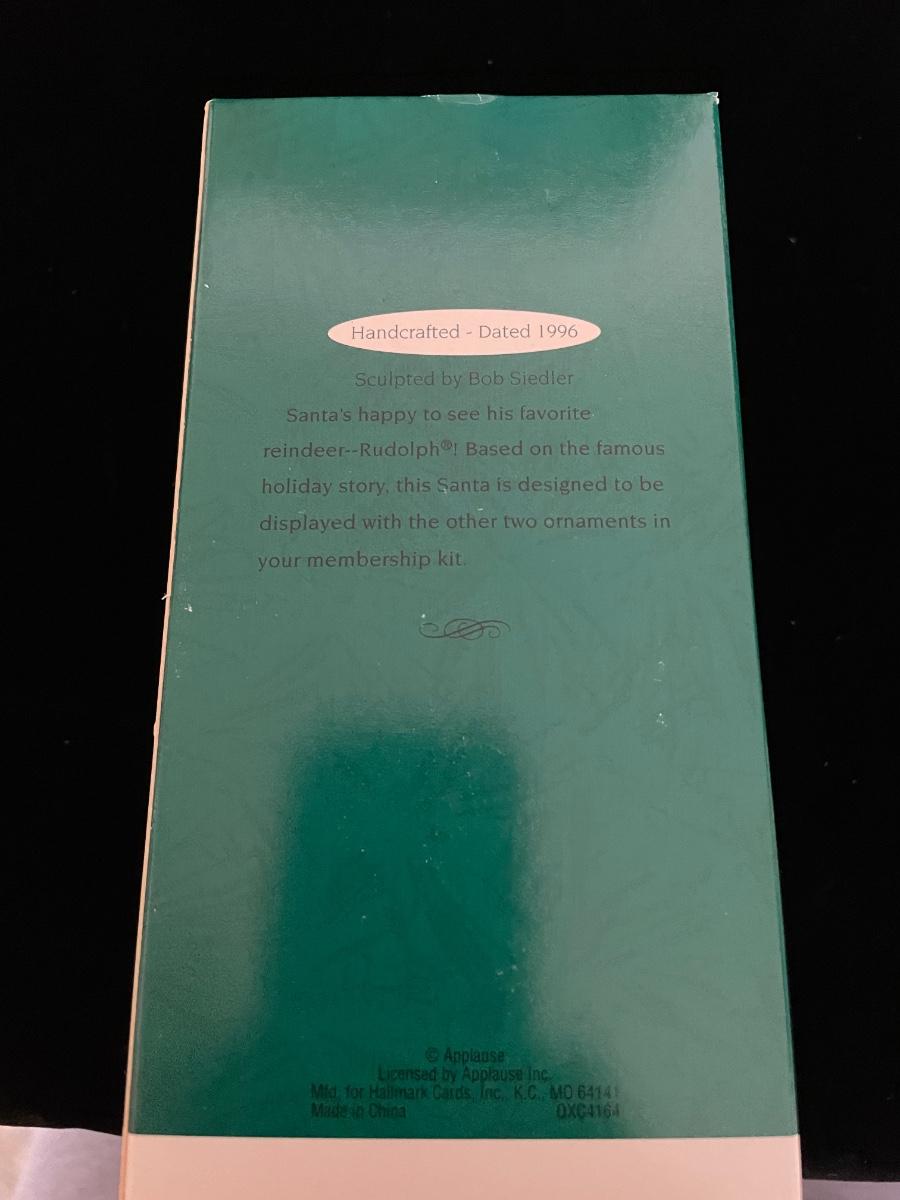 Handcrafted - Dated 1996
Sculpted by Bob Siedler
Santa's happy to see his favorite
reindeer--Rudolph®! Based on the famous
holiday story, this Santa is designed to be
displayed with the other two ornaments in
your membership kit.
© Applause
Licensed by Applause Inc.
Mfd. for Hallmark Cards, Inc., K.C., MO 64141
Made in China QXC4164